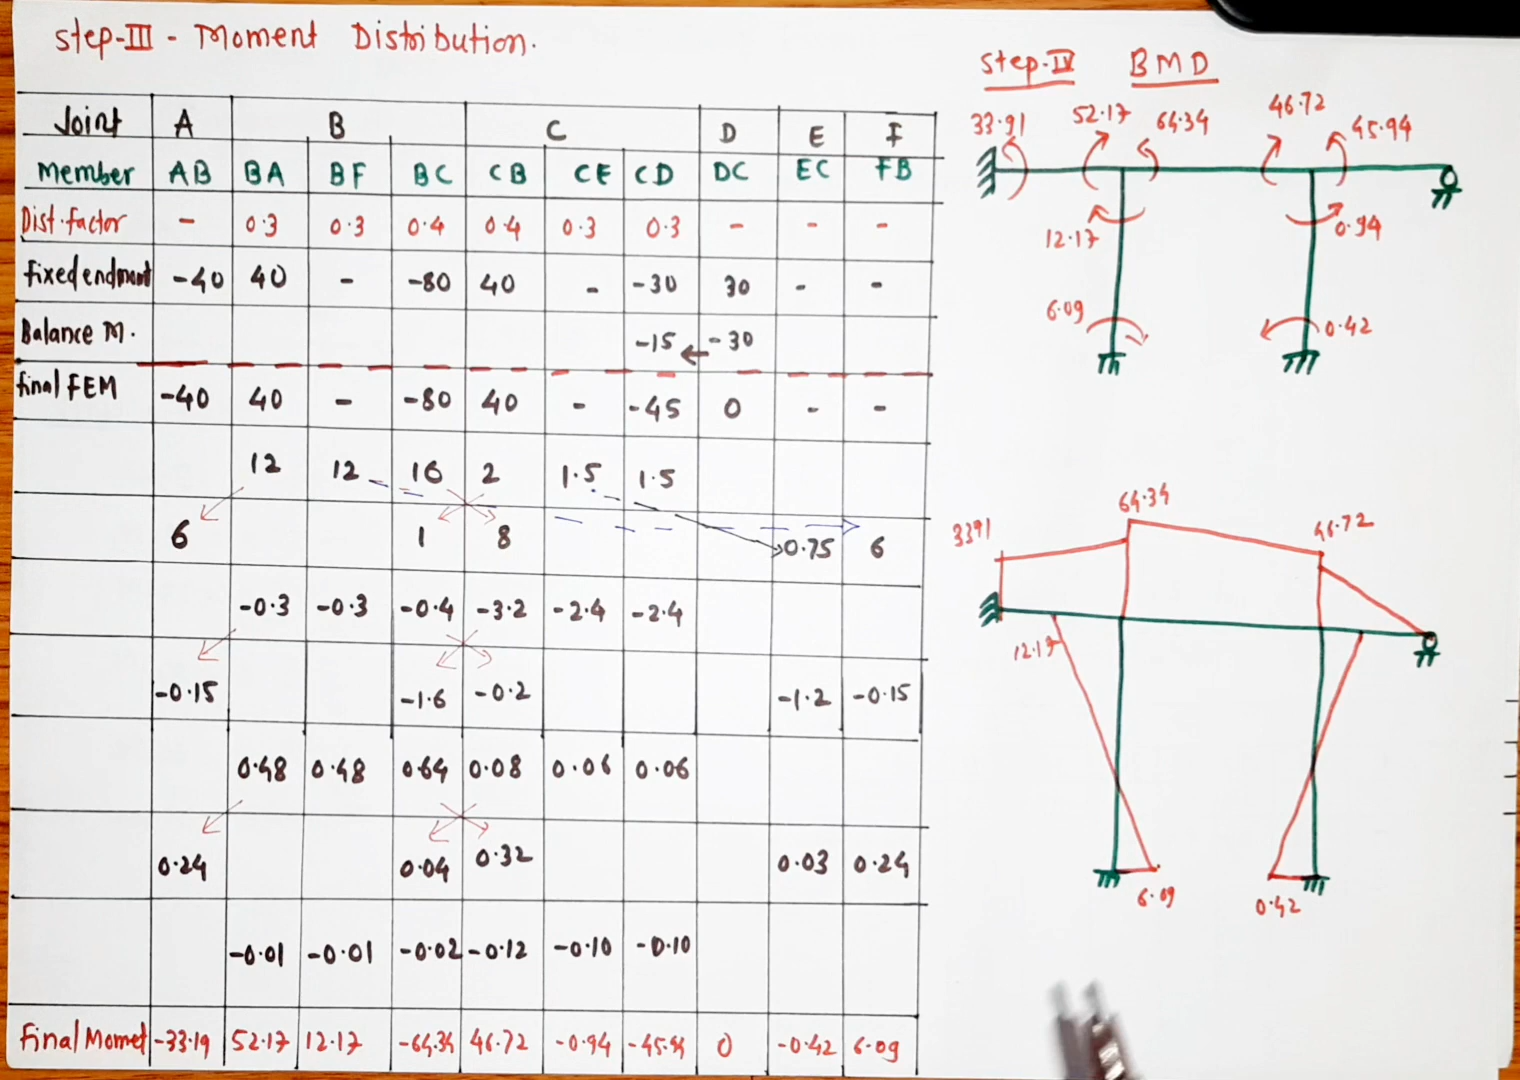 Step-III - Moment Distribution.
Joint A B C D E F
Member AB BA BF BC CB CE CD DC EC FB
Dist.factor - 0.3 0.3 0.4 0.4 0.3 0.3 - - -
fixed endmomt -40 40 - -80 40 - -30 30 - -
Balance M. -15 -30
final FEM -40 40 - -80 40 - -45 0 - -
12 12 16 2 1.5 1.5
6 1 8 0.75 6
-0.3 -0.3 -0.4 -3.2 -2.4 -2.4
-0.15 -1.6 -0.2 -1.2 -0.15
0.48 0.48 0.64 0.08 0.06 0.06
0.24 0.04 0.32 0.03 0.24
-0.01 -0.01 -0.02 -0.12 -0.10 -0.10
Final Momet -33.19 52.17 12.17 -64.34 46.72 -0.94 -45.94 0 -0.42 6.09
Step-IV BMD
33.91 52.17 64.34 46.72 45.94
12.17 0.94
6.09 0.42
3391 64.34 46.72
12.17
6.09 0.42